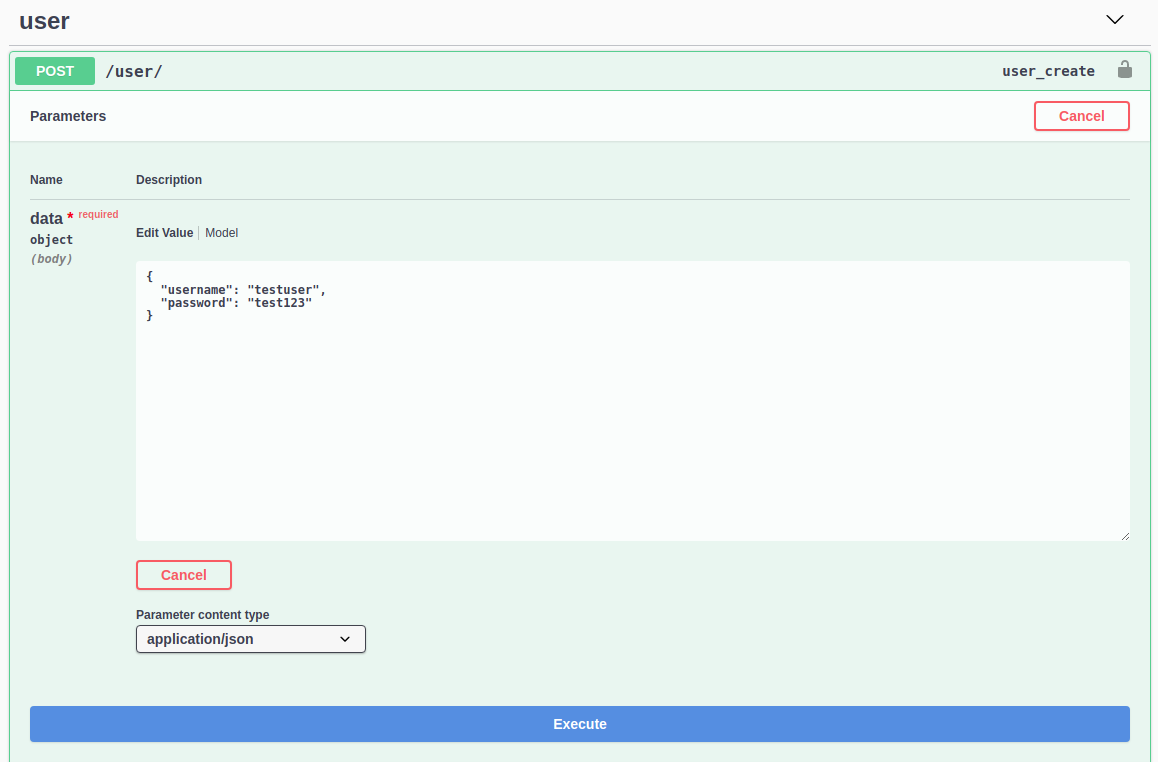 user
POST /user/ user_create
Parameters Cancel
Name Description
data * required
object
(body)
Edit Value Model
{
  "username": "testuser",
  "password": "test123"
}
Cancel
Parameter content type
application/json
Execute